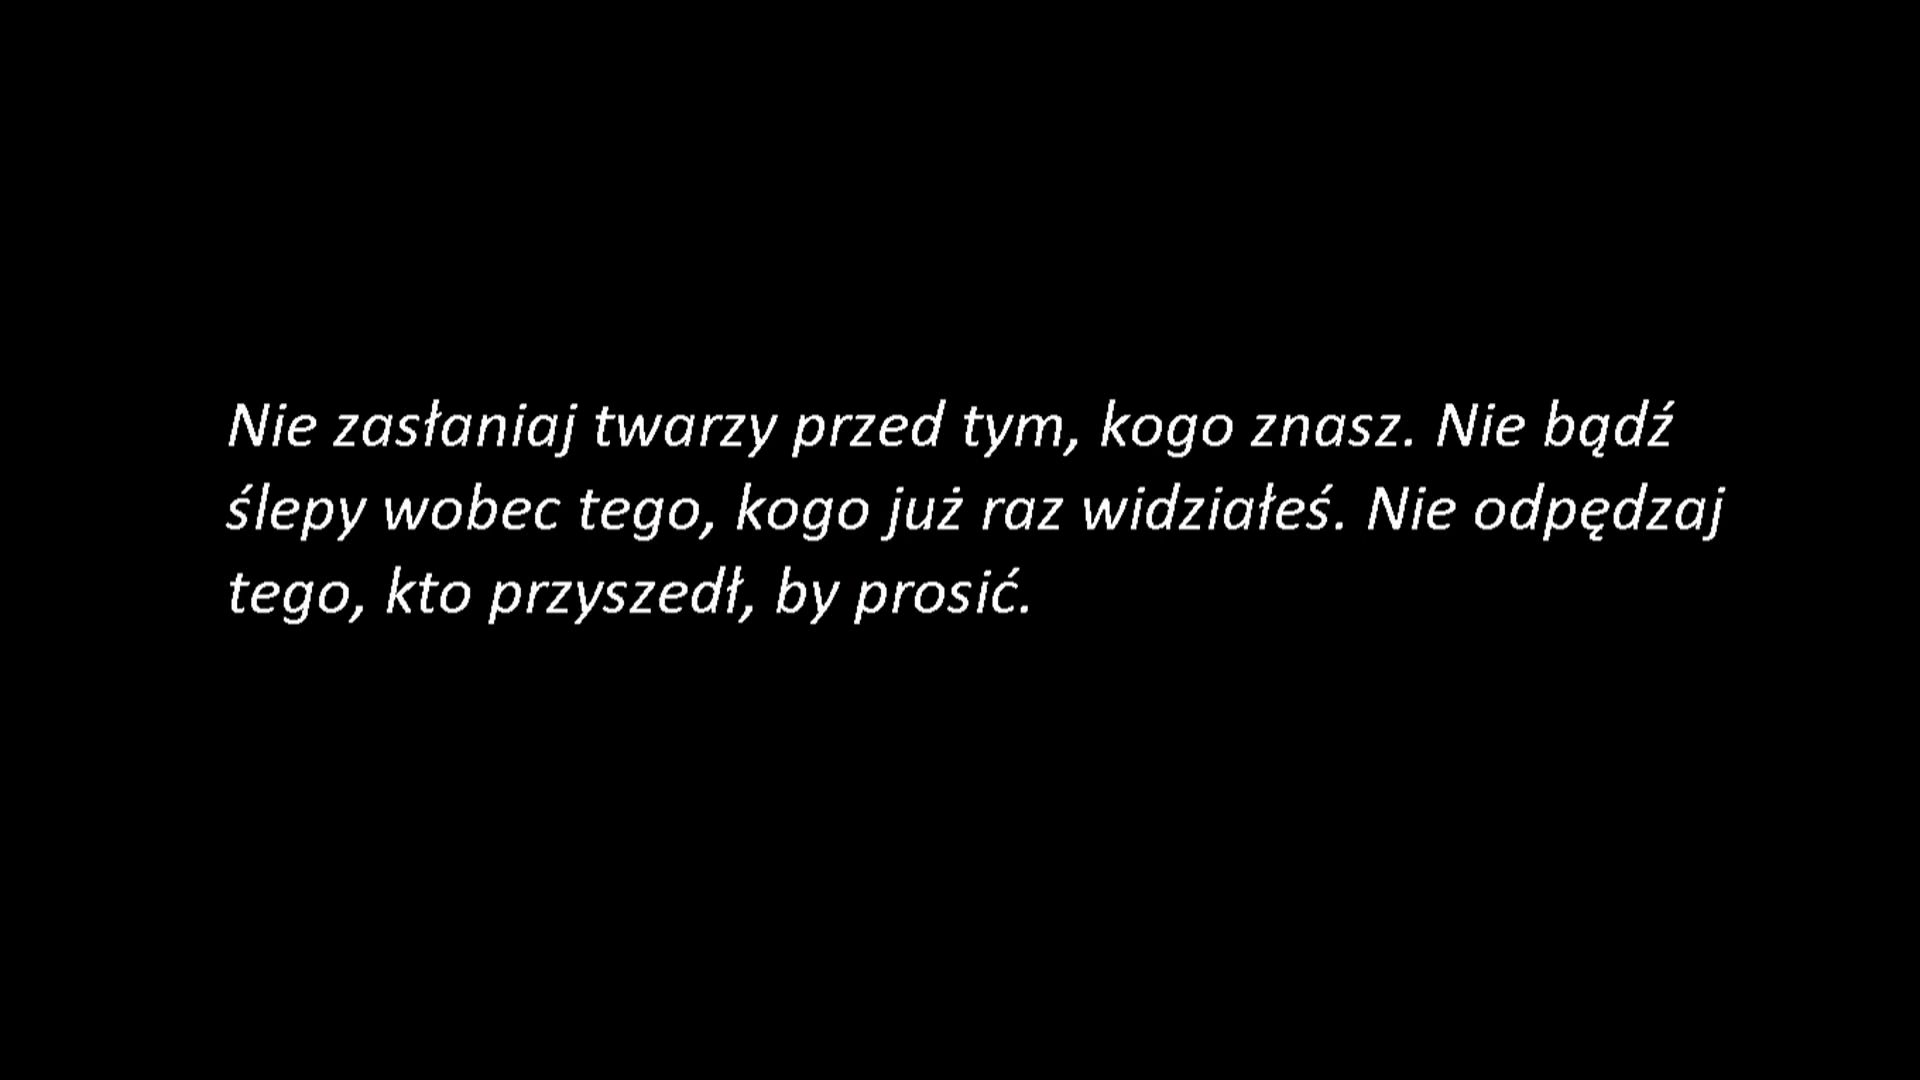 Nie zasłaniaj twarzy przed tym, kogo znasz. Nie bądź
ślepy wobec tego, kogo już raz widziałeś. Nie odpędzaj
tego, kto przyszedł, by prosić.